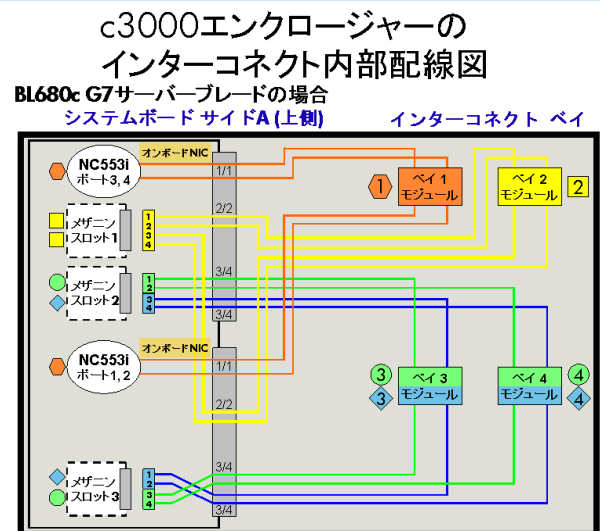 c3000エンクロージャーの
インターコネクト内部配線図
BL680c G7サーバーブレードの場合
システムボード サイドA (上側)
インターコネクト ベイ
オンボードNIC
NC553i
ポート3, 4
1/1
1
ベイ 1
モジュール
ベイ 2
モジュール
2
メザニン
スロット1
1
2
3
4
2/2
メザニン
スロット2
1
2
3
4
3/4
3/4
オンボードNIC
NC553i
ポート1, 2
1/1
3
3
ベイ 3
モジュール
ベイ 4
モジュール
4
4
2/2
メザニン
スロット3
1
2
3
4
3/4
3/4